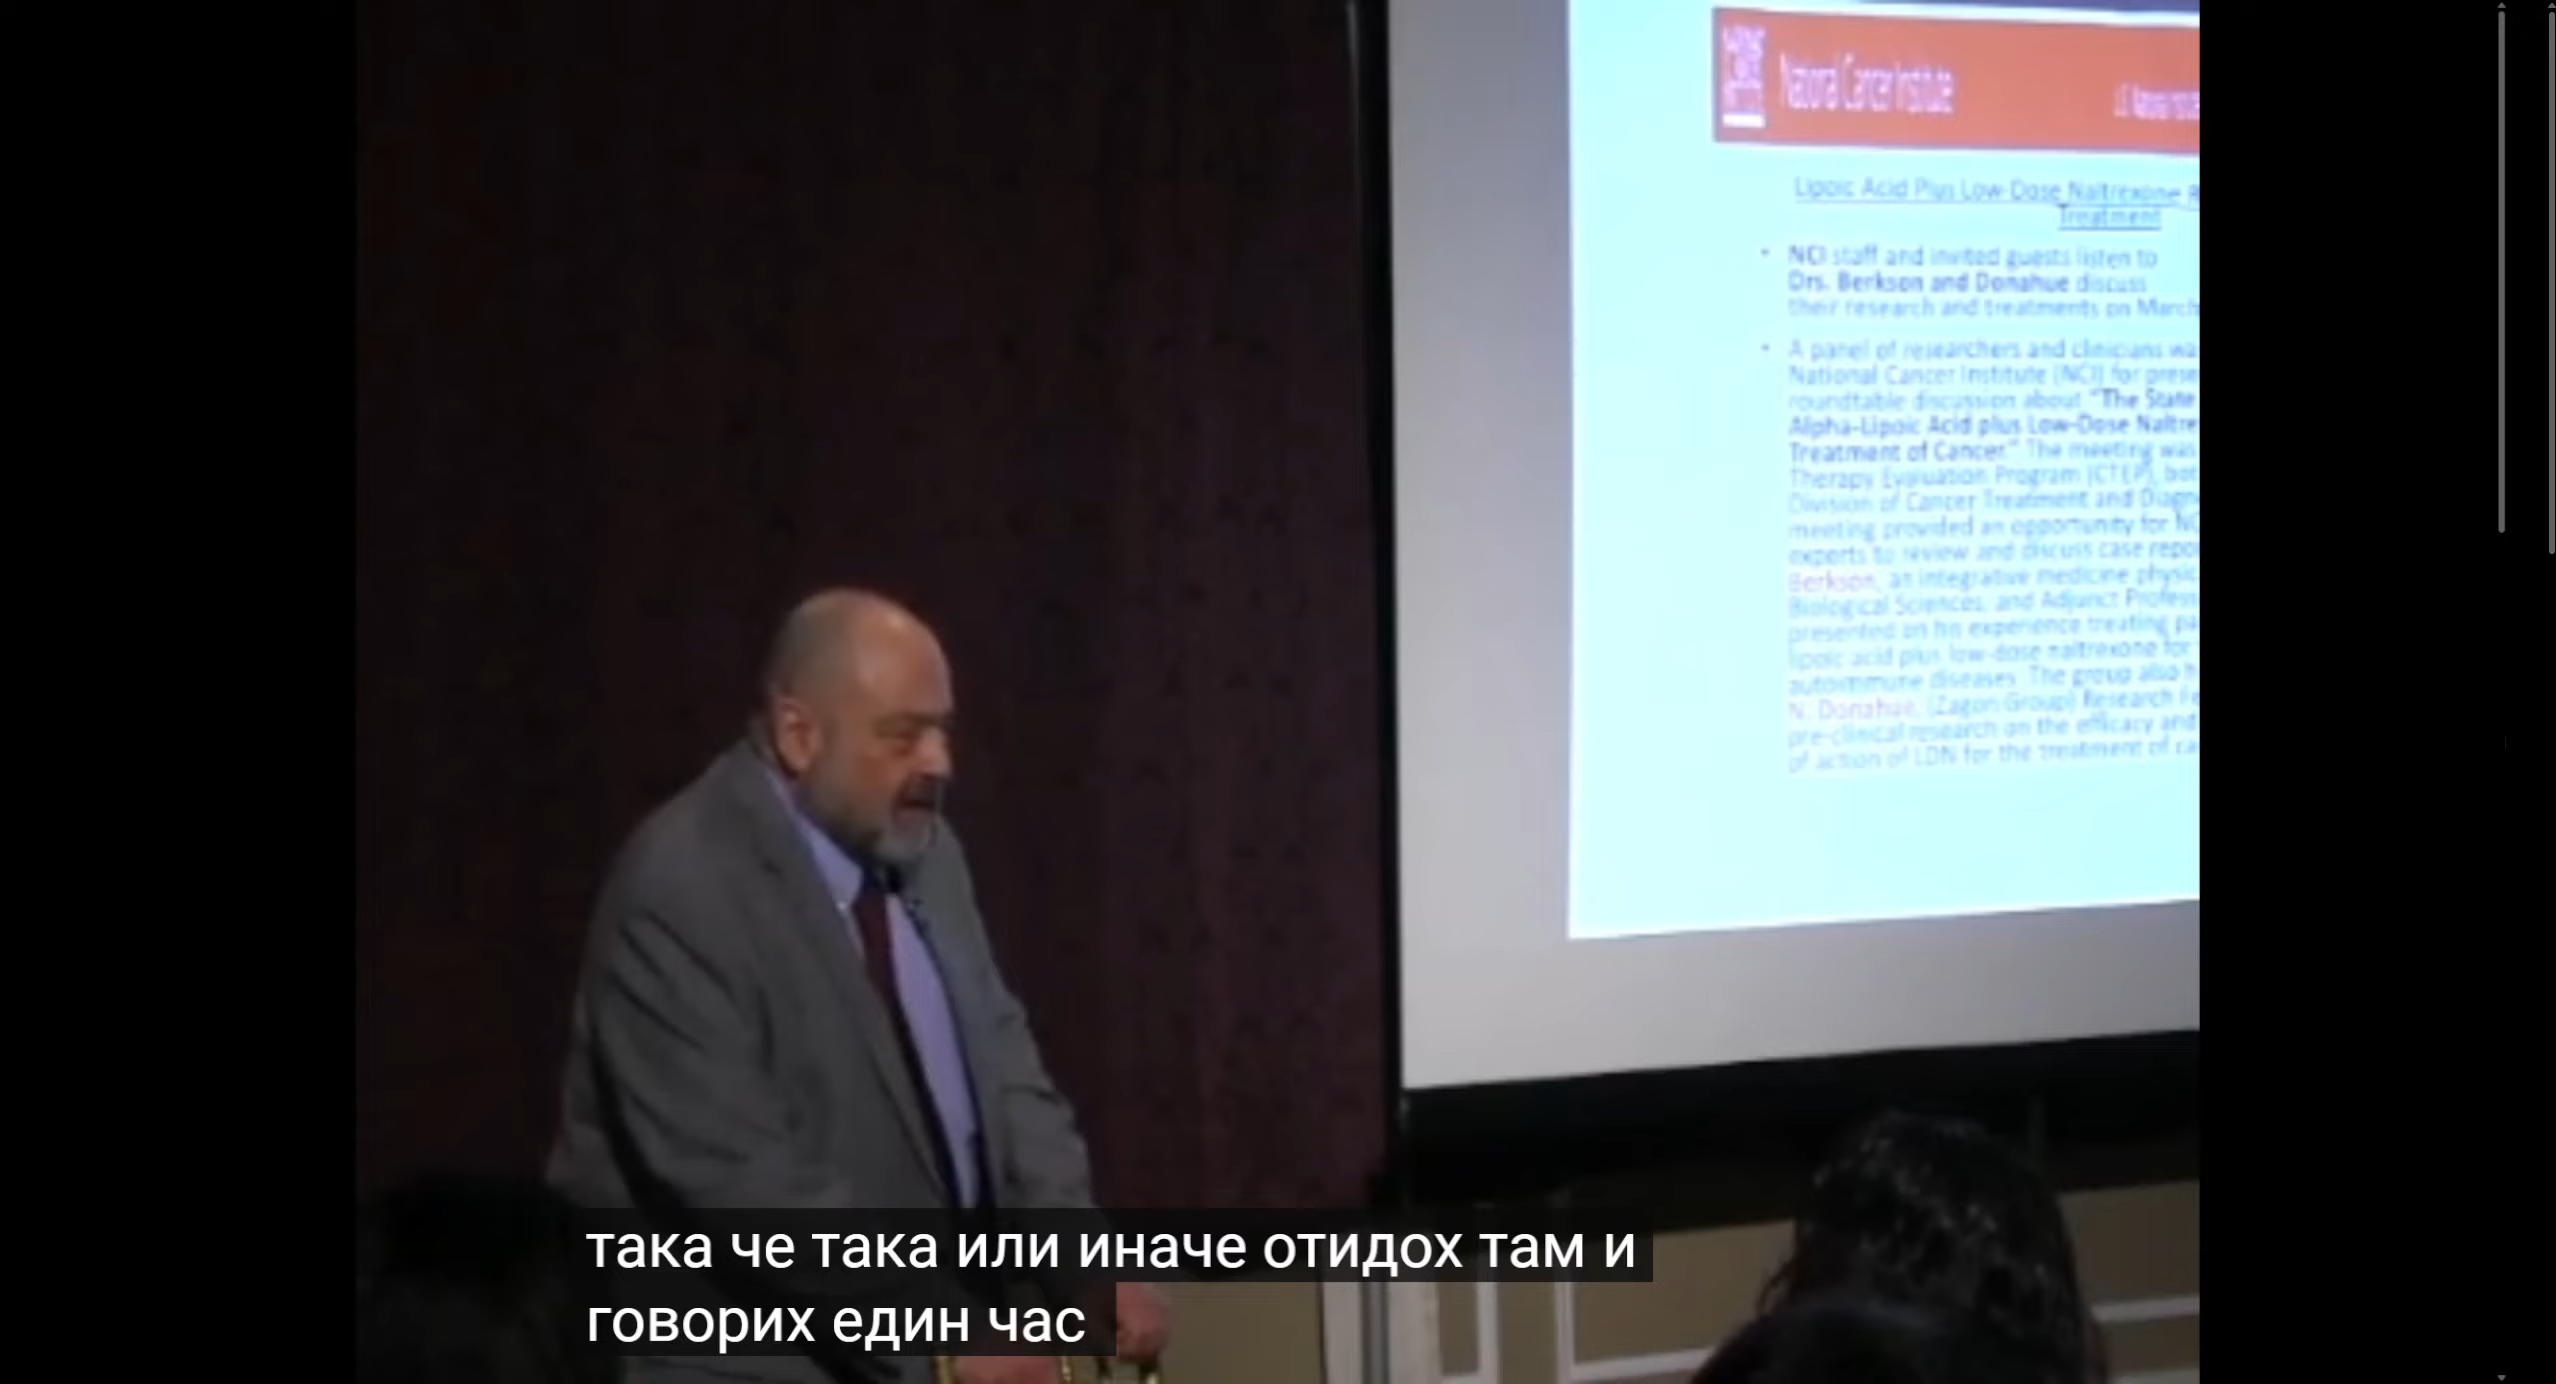 National Cancer Institute
Lipoic Acid Plus Low-Dose Naltrexone
Treatment
• NCI staff and invited guests listen to
Drs. Berkson and Donahue discuss
their research and treatments on March
• A panel of researchers and clinicians
National Cancer Institute (NCI) for
roundtable discussion about "The State
Alpha-Lipoic Acid plus Low-Dose
Treatment of Cancer." The meeting was
Therapy Evaluation Program (CTEP),
Division of Cancer Treatment and
meeting provided an opportunity for
experts to review and discuss case
Berkson, an integrative medicine
Biological Sciences, and Adjunct
presented on his experience treating
lipoic acid plus low-dose naltrexone for
autoimmune diseases. The group also
N. Donahue, (Zagon Group) Research
pre-clinical research on the efficacy and
of action of LDN for the treatment of
така че така или иначе отидох там и
говорих един час